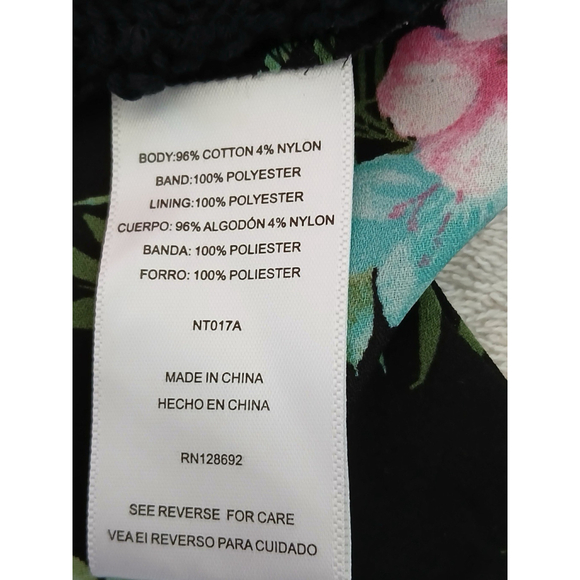 BODY:96% COTTON 4% NYLON
BAND:100% POLYESTER
LINING:100% POLYESTER
CUERPO: 96% ALGODÓN 4% NYLON
BANDA: 100% POLIESTER
FORRO: 100% POLIESTER
NT017A
MADE IN CHINA
HECHO EN CHINA
RN128692
SEE REVERSE FOR CARE
VEA EI REVERSO PARA CUIDADO